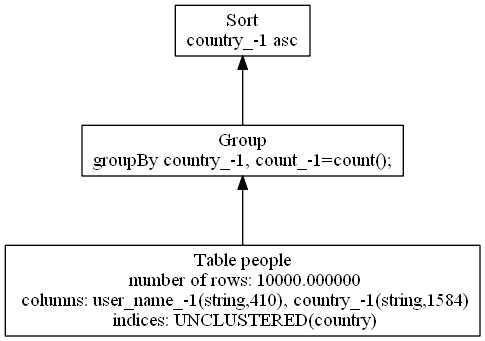 Sort
country_-1 asc
Group
groupBy country_-1, count_-1=count();
Table people
number of rows: 10000.000000
columns: user_name_-1(string,410), country_-1(string,1584)
indices: UNCLUSTERED(country)